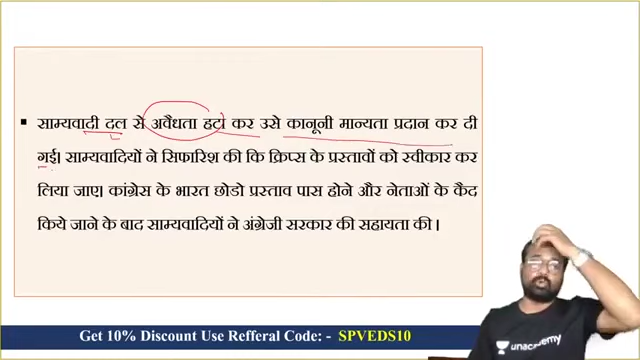 साम्यवादी दल से अवैधता हटा कर उसे कानूनी मान्यता प्रदान कर दी
गई। साम्यवादियों ने सिफारिश की कि क्रिप्स के प्रस्तावों को स्वीकार कर
लिया जाए। कांग्रेस के भारत छोडो प्रस्ताव पास होने और नेताओं के कैद
किये जाने के बाद साम्यवादियों ने अंग्रेजी सरकार की सहायता की।
unacademy
Get 10% Discount Use Refferal Code: - SPVEDS10